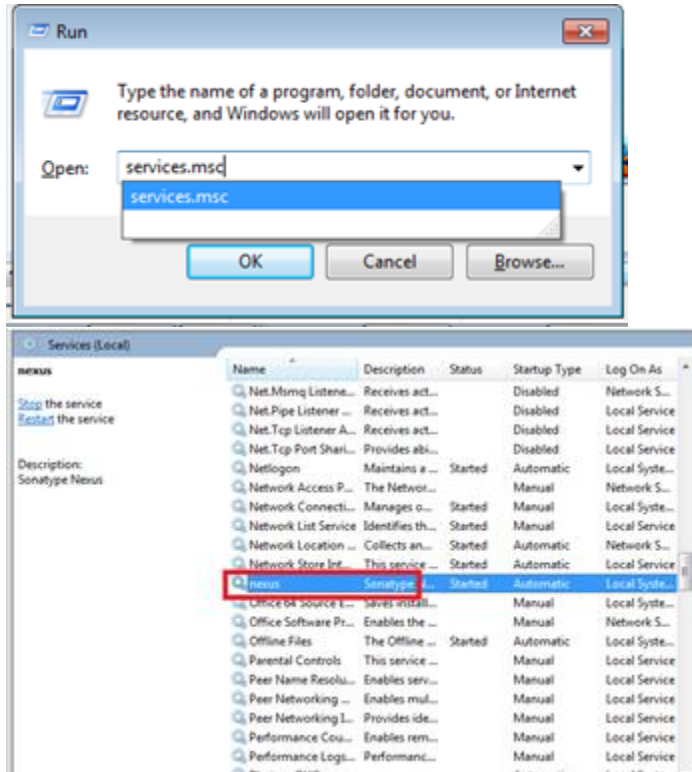 Run
Type the name of a program, folder, document, or Internet
resource, and Windows will open it for you.
Open: services.msc
services.msc
OK Cancel Browse...
Services (Local)
nexus
Stop the service
Restart the service
Description:
Sonatype Nexus
Name Description Status Startup Type Log On As
Net.Msmq Listene... Receives act... Disabled Network S...
Net.Pipe Listener ... Receives act... Disabled Local Service
Net.Tcp Listener A... Receives act... Disabled Local Service
Net.Tcp Port Shari... Provides abi... Disabled Local Service
Netlogon Maintains a ... Started Automatic Local Syste...
Network Access P... The Networ... Manual Network S...
Network Connecti... Manages o... Started Manual Local Syste...
Network List Service Identifies th... Started Manual Local Service
Network Location ... Collects an... Started Automatic Network S...
Network Store Int... This service ... Started Automatic Local Service
nexus Sonatype N... Started Automatic Local Syste...
Office 64 Source E... Saves install... Manual Local Syste...
Office Software Pr... Enables the ... Manual Network S...
Offline Files The Offline ... Started Automatic Local Syste...
Parental Controls This service ... Manual Local Service
Peer Name Resolu... Enables serv... Manual Local Service
Peer Networking ... Enables mul... Manual Local Service
Peer Networking I... Provides ide... Manual Local Service
Performance Cou... Enables rem... Manual Local Service
Performance Logs... Performanc... Manual Local Service